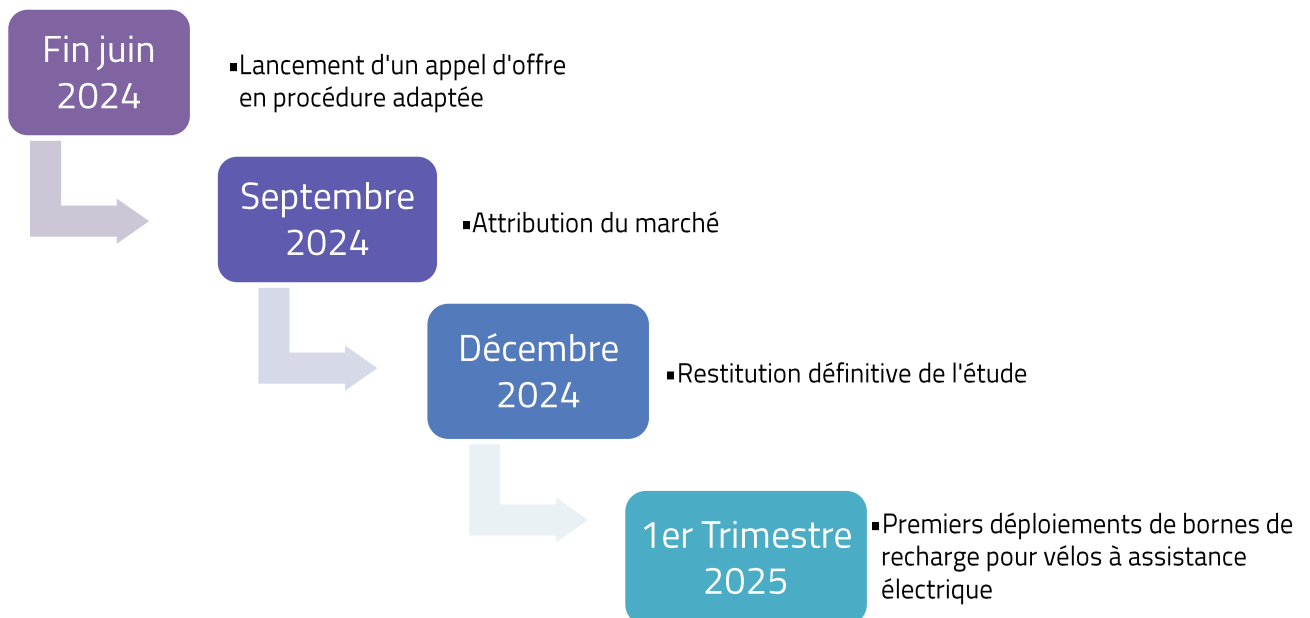 Fin juin
2024
▪Lancement d'un appel d'offre
en procédure adaptée
Septembre
2024
▪Attribution du marché
Décembre
2024
▪Restitution définitive de l'étude
1er Trimestre
2025
▪Premiers déploiements de bornes de
recharge pour vélos à assistance
électrique